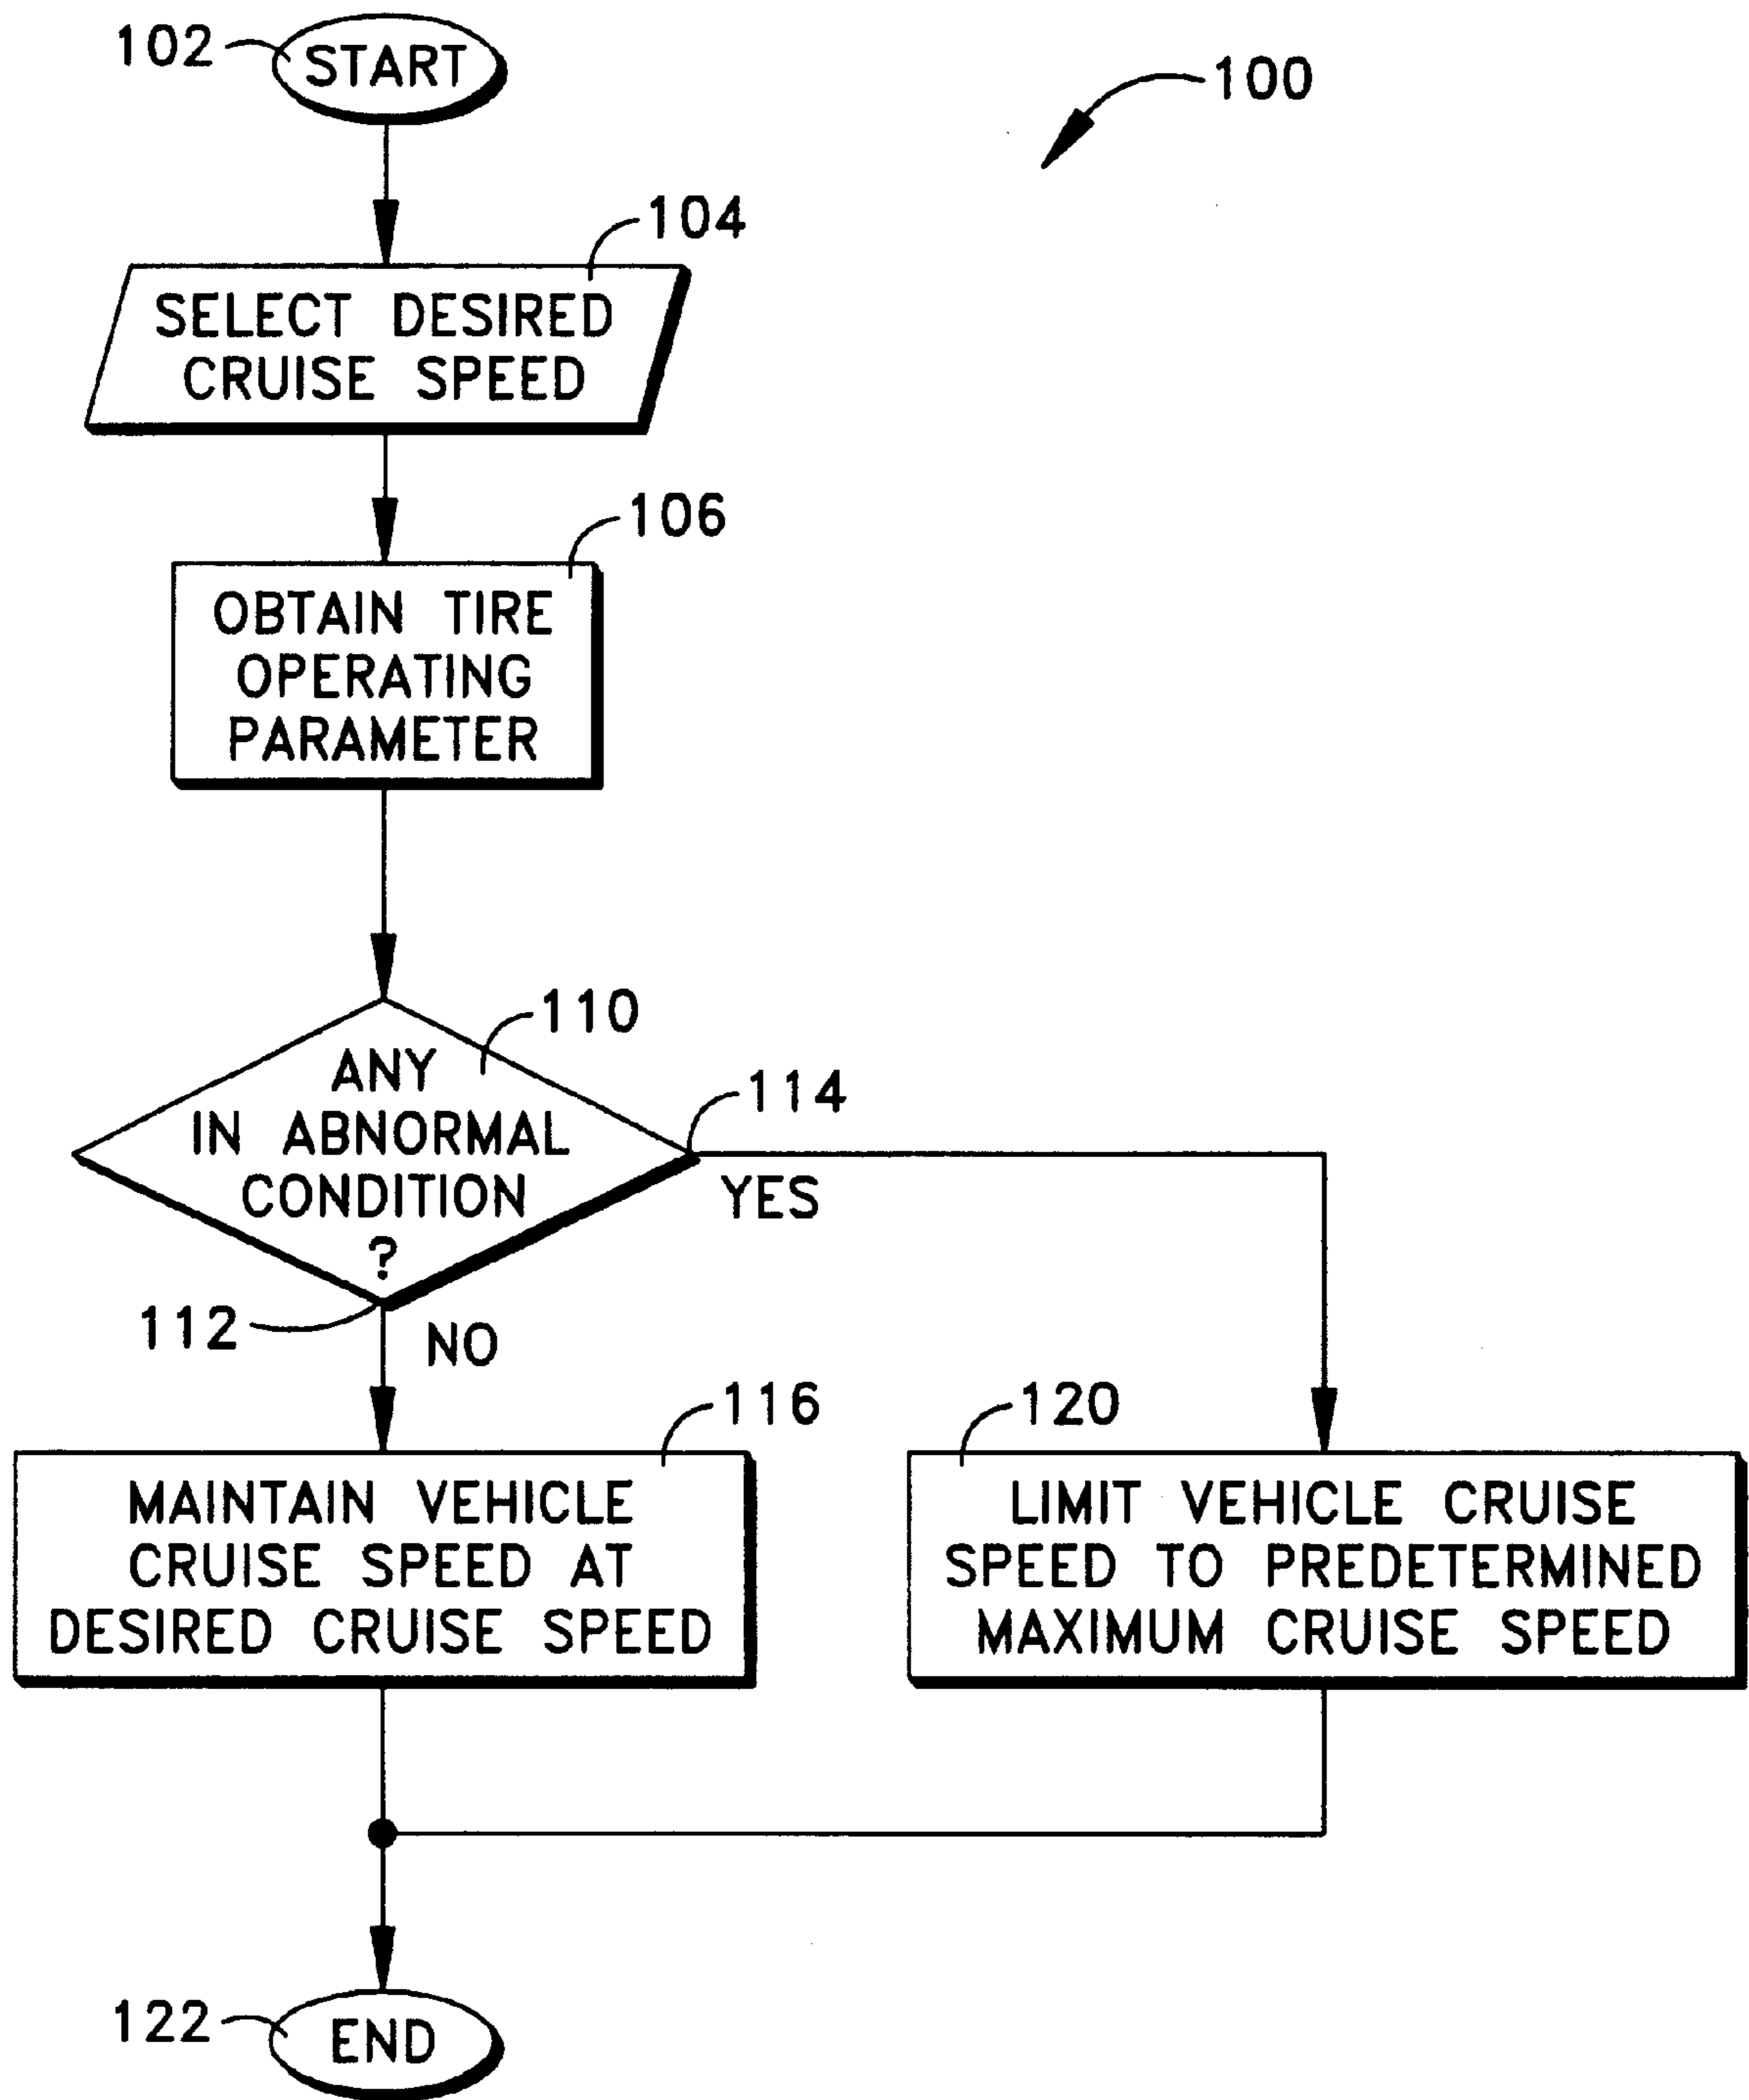 102
START
100
104
SELECT DESIRED
CRUISE SPEED
106
OBTAIN TIRE
OPERATING
PARAMETER
110
ANY
IN ABNORMAL
CONDITION
?
114
YES
112
NO
116
MAINTAIN VEHICLE
CRUISE SPEED AT
DESIRED CRUISE SPEED
120
LIMIT VEHICLE CRUISE
SPEED TO PREDETERMINED
MAXIMUM CRUISE SPEED
122
END